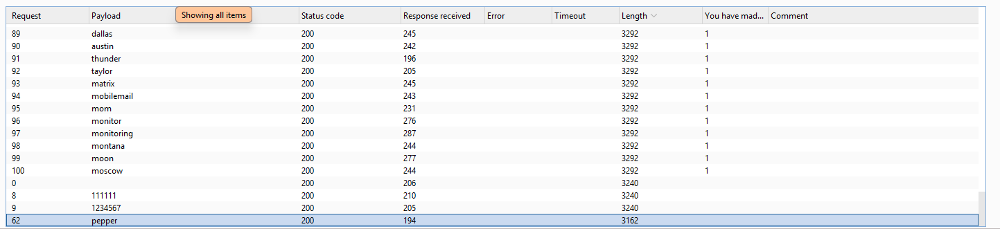 Request Payload Showing all items Status code Response received Error Timeout Length You have mad... Comment
89 dallas 200 245 3292 1
90 austin 200 242 3292 1
91 thunder 200 196 3292 1
92 taylor 200 205 3292 1
93 matrix 200 245 3292 1
94 mobilemail 200 243 3292 1
95 mom 200 231 3292 1
96 monitor 200 276 3292 1
97 monitoring 200 287 3292 1
98 montana 200 244 3292 1
99 moon 200 277 3292 1
100 moscow 200 244 3292 1
0 200 206 3240
8 111111 200 210 3240
9 1234567 200 205 3240
62 pepper 200 194 3162